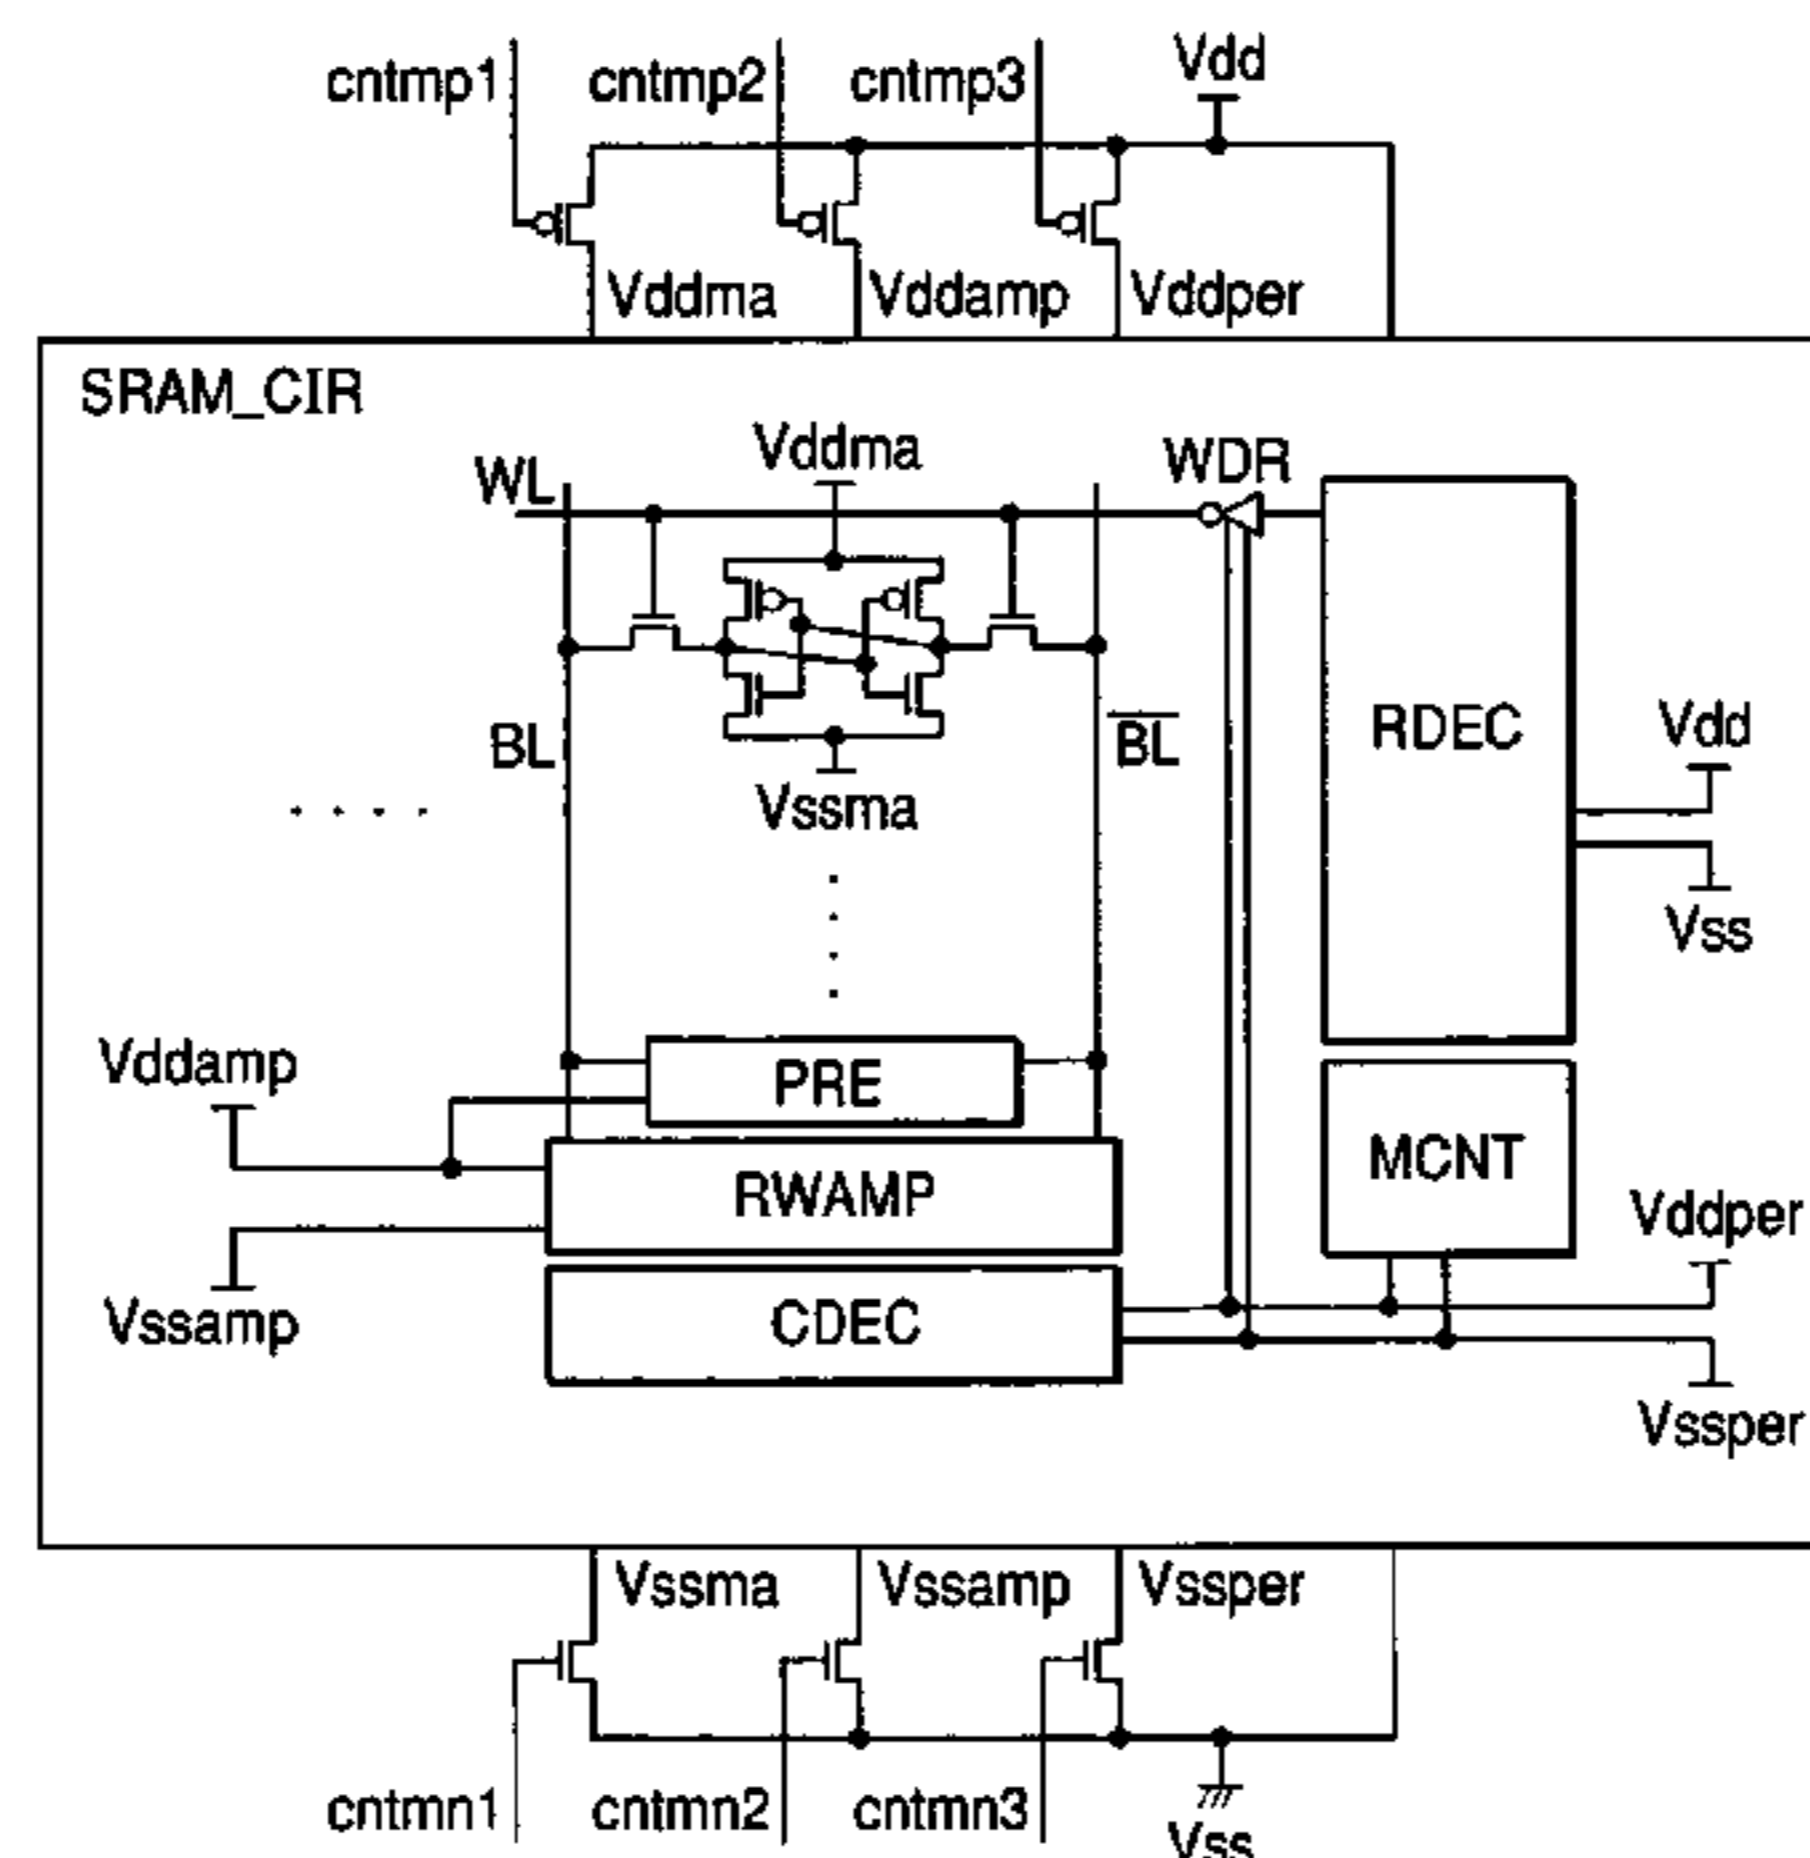 cntmp1 cntmp2 cntmp3 Vdd
Vddma Vddamp Vddper
SRAM_CIR
Vddma WDR
WL
RDEC
Vdd
BL BL
Vssma
Vss
Vddamp
PRE
MCNT
RWAMP
Vddper
Vssamp
CDEC
Vssper
Vssma Vssamp Vssper
cntmn1 cntmn2 cntmn3
Vss